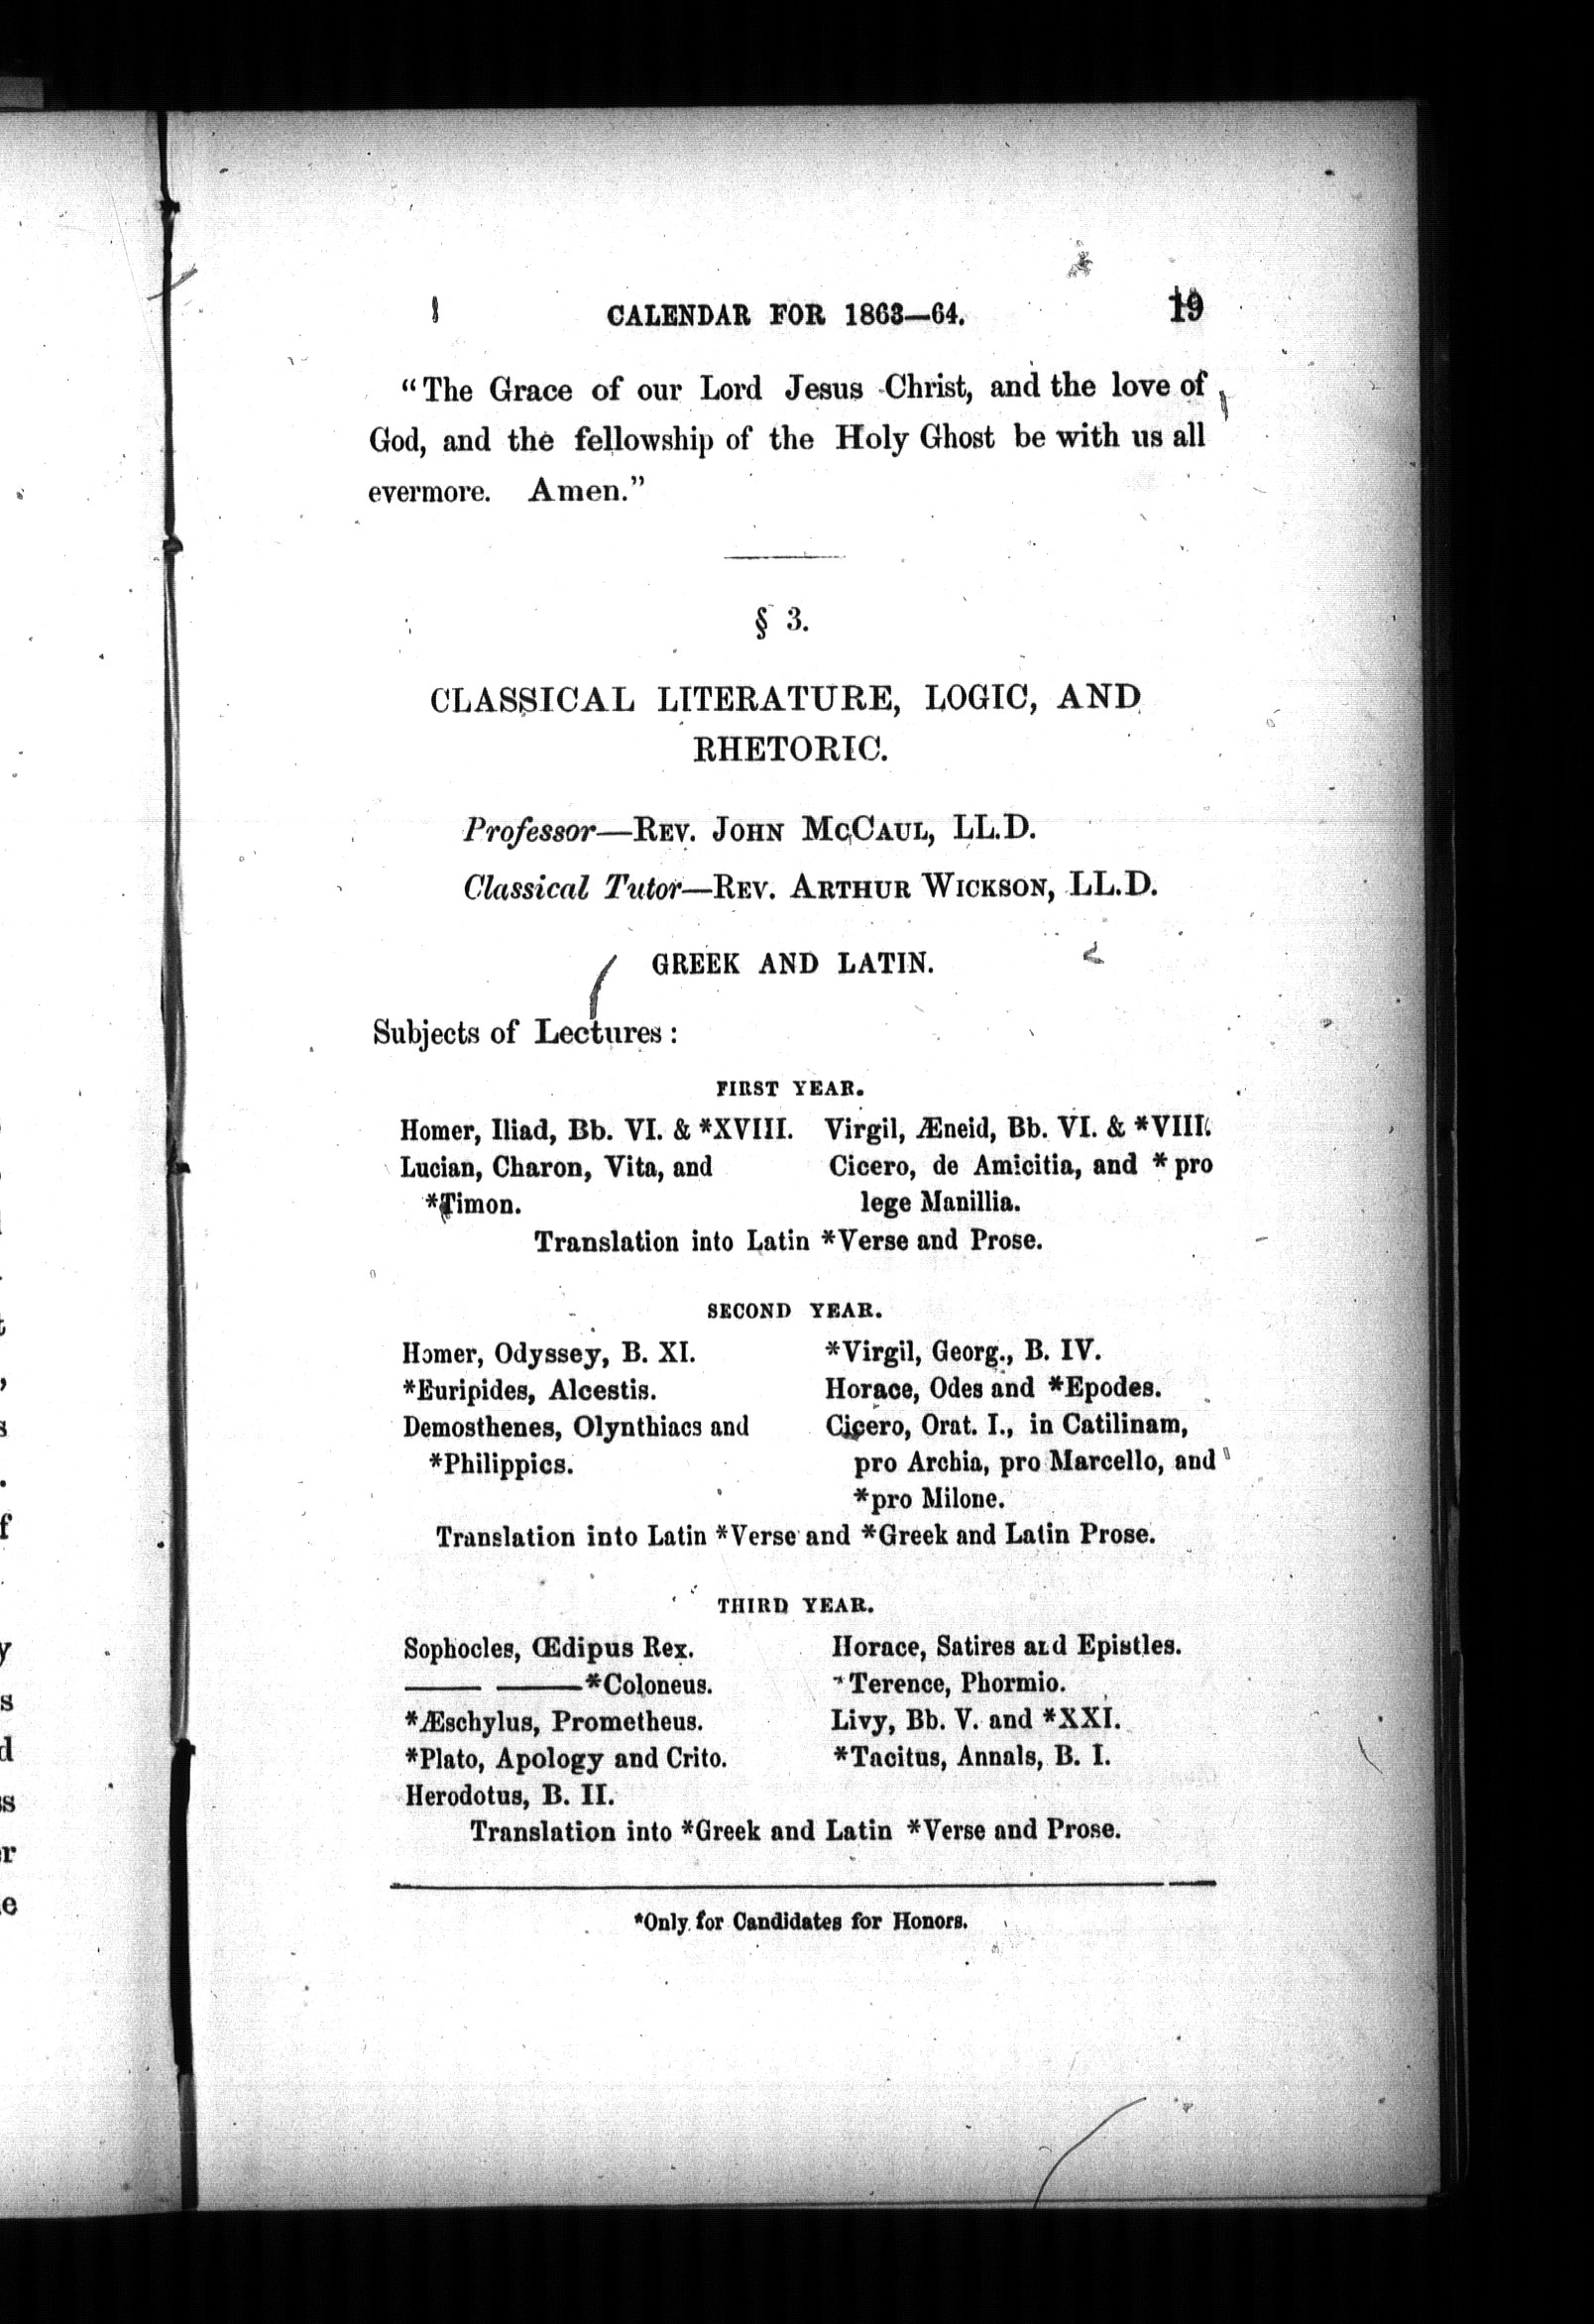 CALENDAR FOR 1863—64. 19
“The Grace of our Lord Jesus Christ, and the love of
God, and the fellowship of the Holy Ghost be with us all
evermore. Amen.”
§ 3.
CLASSICAL LITERATURE, LOGIC, AND
RHETORIC.
Professor—REV. JOHN MCCAUL, LL.D.
Classical Tutor—REV. ARTHUR WICKSON, LL.D.
GREEK AND LATIN.
Subjects of Lectures:
FIRST YEAR.
Homer, Iliad, Bb. VI. & *XVIII. Virgil, Æneid, Bb. VI. & *VIII.
Lucian, Charon, Vita, and Cicero, de Amicitia, and * pro
*Timon. lege Manillia.
Translation into Latin *Verse and Prose.
SECOND YEAR.
Homer, Odyssey, B. XI. *Virgil, Georg., B. IV.
*Euripides, Alcestis. Horace, Odes and *Epodes.
Demosthenes, Olynthiacs and Cicero, Orat. I., in Catilinam,
*Philippics. pro Archia, pro Marcello, and
*pro Milone.
Translation into Latin *Verse and *Greek and Latin Prose.
THIRD YEAR.
Sophocles, Œdipus Rex. Horace, Satires and Epistles.
——— ———*Coloneus. *Terence, Phormio.
*Æschylus, Prometheus. Livy, Bb. V. and *XXI.
*Plato, Apology and Crito. *Tacitus, Annals, B. I.
Herodotus, B. II.
Translation into *Greek and Latin *Verse and Prose.
*Only for Candidates for Honors.